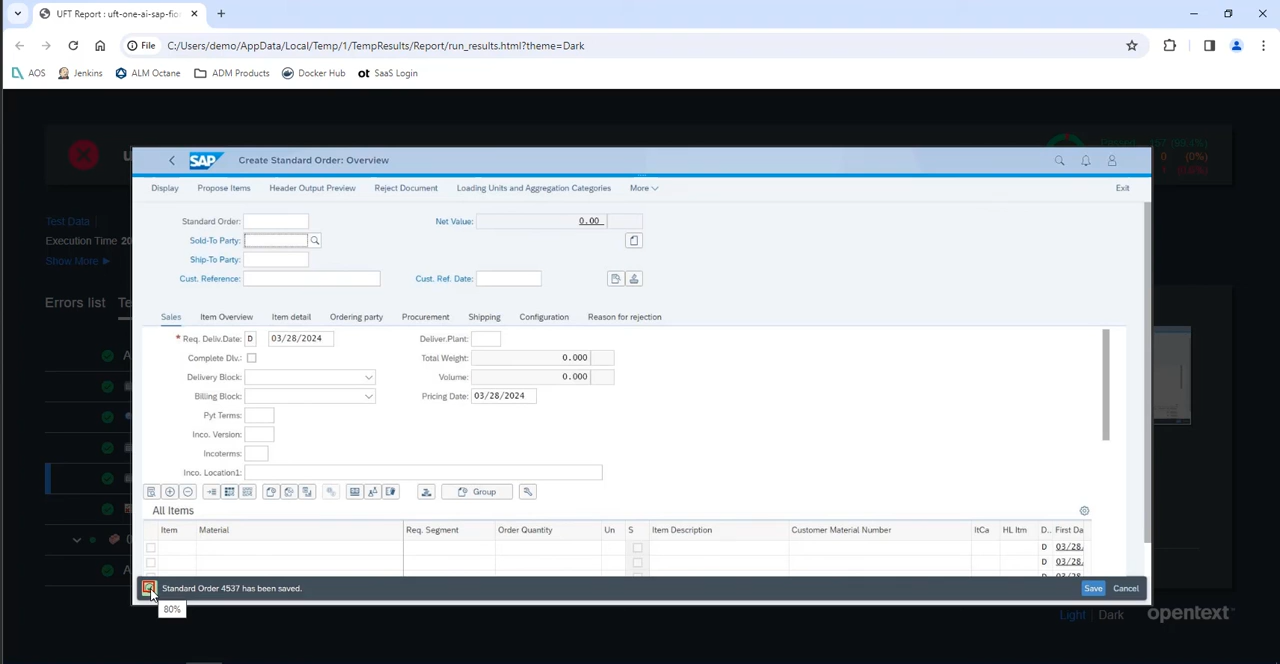 UFT Report : uft-one-ai-sap-fio
File C:/Users/demo/AppData/Local/Temp/1/TempResults/Report/run_results.html?theme=Dark
AOS Jenkins ALM Octane ADM Products Docker Hub ot SaaS Login
SAP Create Standard Order: Overview
Display Propose Items Header Output Preview Reject Document Loading Units and Aggregation Categories More Exit
Standard Order: Net Value: 0.00
Test Data
Sold-To Party:
Execution Time 20
Ship-To Party:
Show More
Cust. Reference: Cust. Ref. Date:
Errors list Te
Sales Item Overview Item detail Ordering party Procurement Shipping Configuration Reason for rejection
* Req. Deliv.Date: D 03/28/2024 Deliver.Plant:
Complete Dlv.: Total Weight: 0.000
Delivery Block: Volume: 0.000
Billing Block: Pricing Date: 03/28/2024
Pyt Terms:
Inco. Version:
Incoterms:
Inco. Location1:
Group
All Items
Item Material Req. Segment Order Quantity Un S Item Description Customer Material Number ItCa HL Itm D.. First Da
D 03/28.
D 03/28.
D 03/28.
Standard Order 4537 has been saved. Save Cancel
80%
Light Dark opentext